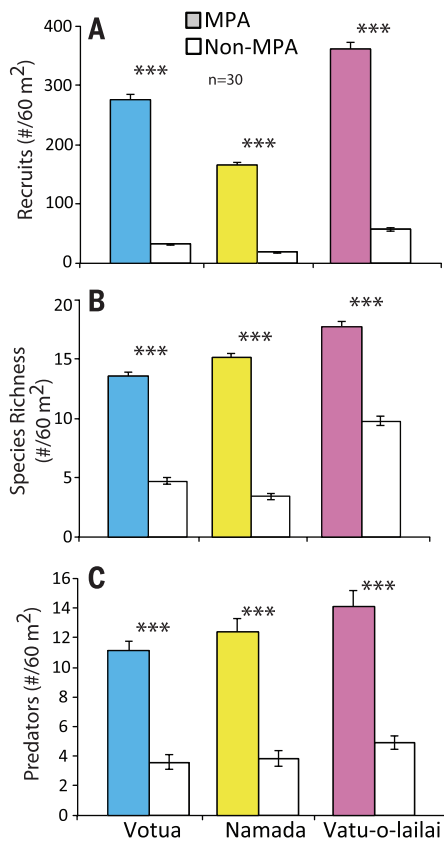 A
MPA
Non-MPA
n=30
Recruits (#/60 m²)
400
300
200
100
0
***
***
***
B
Species Richness
(#/60 m²)
20
15
10
5
0
***
***
***
C
Predators (#/60 m²)
16
14
12
10
8
6
4
2
0
***
***
***
Votua Namada Vatu-o-lailai